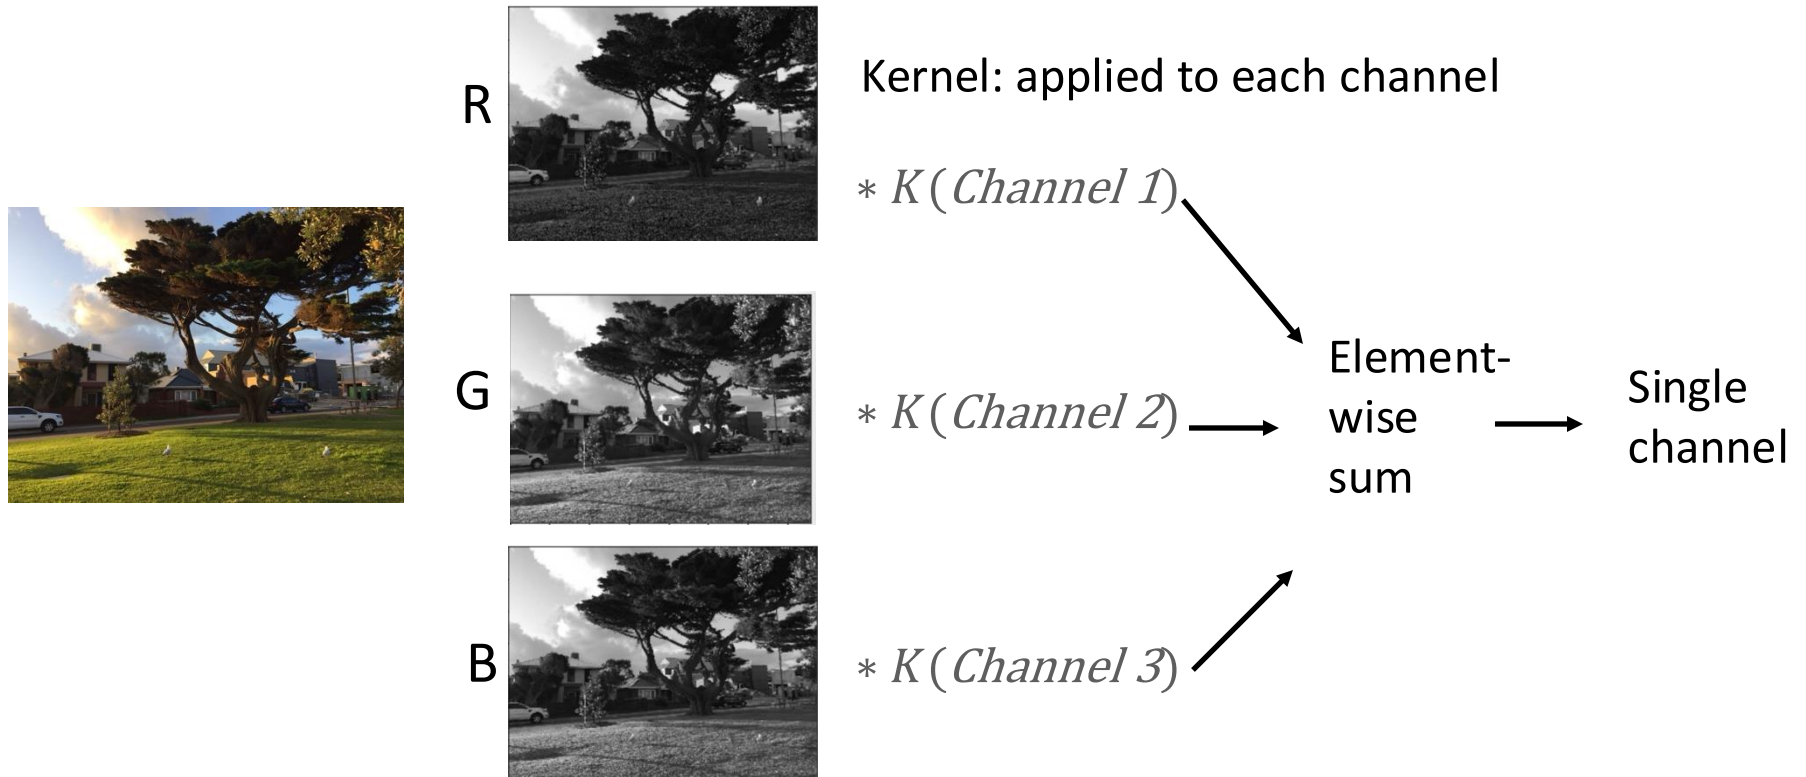 R
Kernel: applied to each channel
* K (Channel 1)
G
* K (Channel 2)
Element-
wise
sum
Single
channel
B
* K (Channel 3)